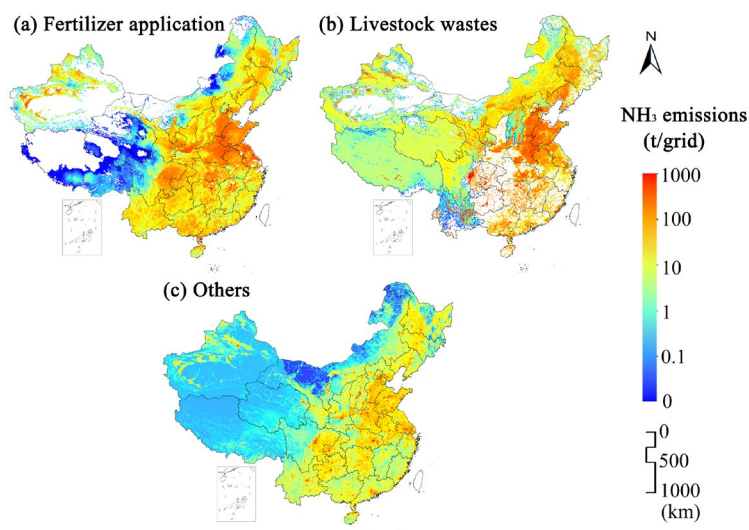 (a) Fertilizer application
(b) Livestock wastes
N
NH₃ emissions
(t/grid)
1000
100
10
1
0.1
0
(c) Others
0
500
1000
(km)